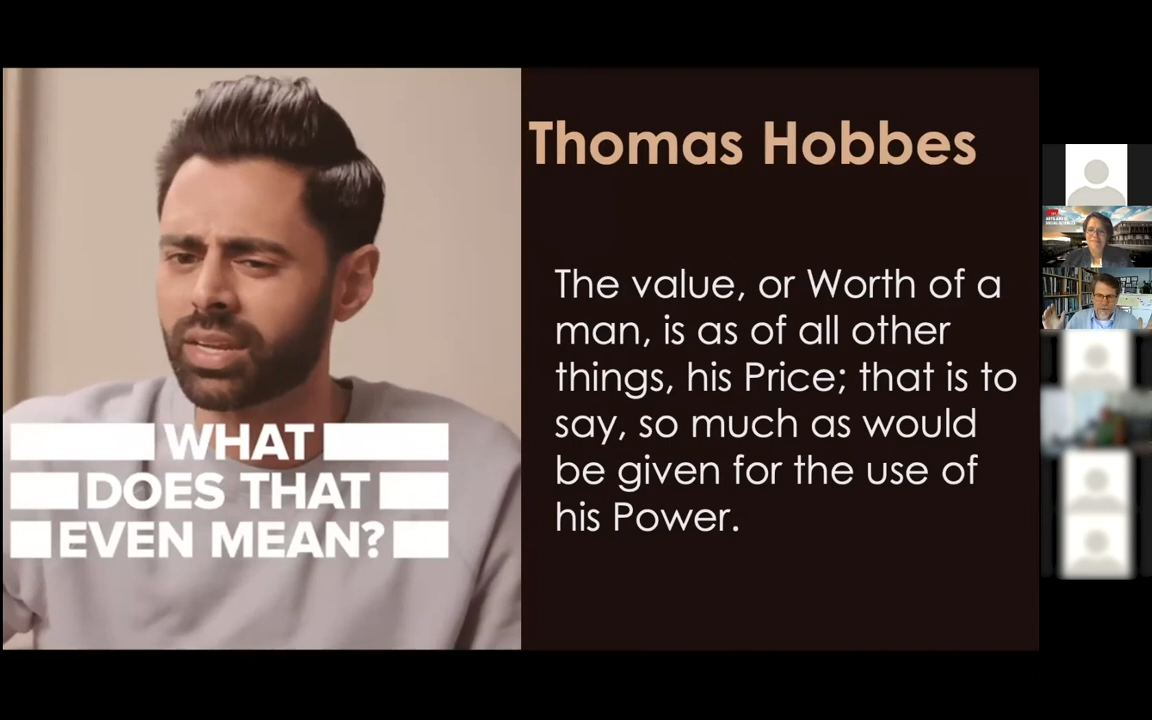 WHAT
DOES THAT
EVEN MEAN?
Thomas Hobbes
The value, or Worth of a
man, is as of all other
things, his Price; that is to
say, so much as would
be given for the use of
his Power.